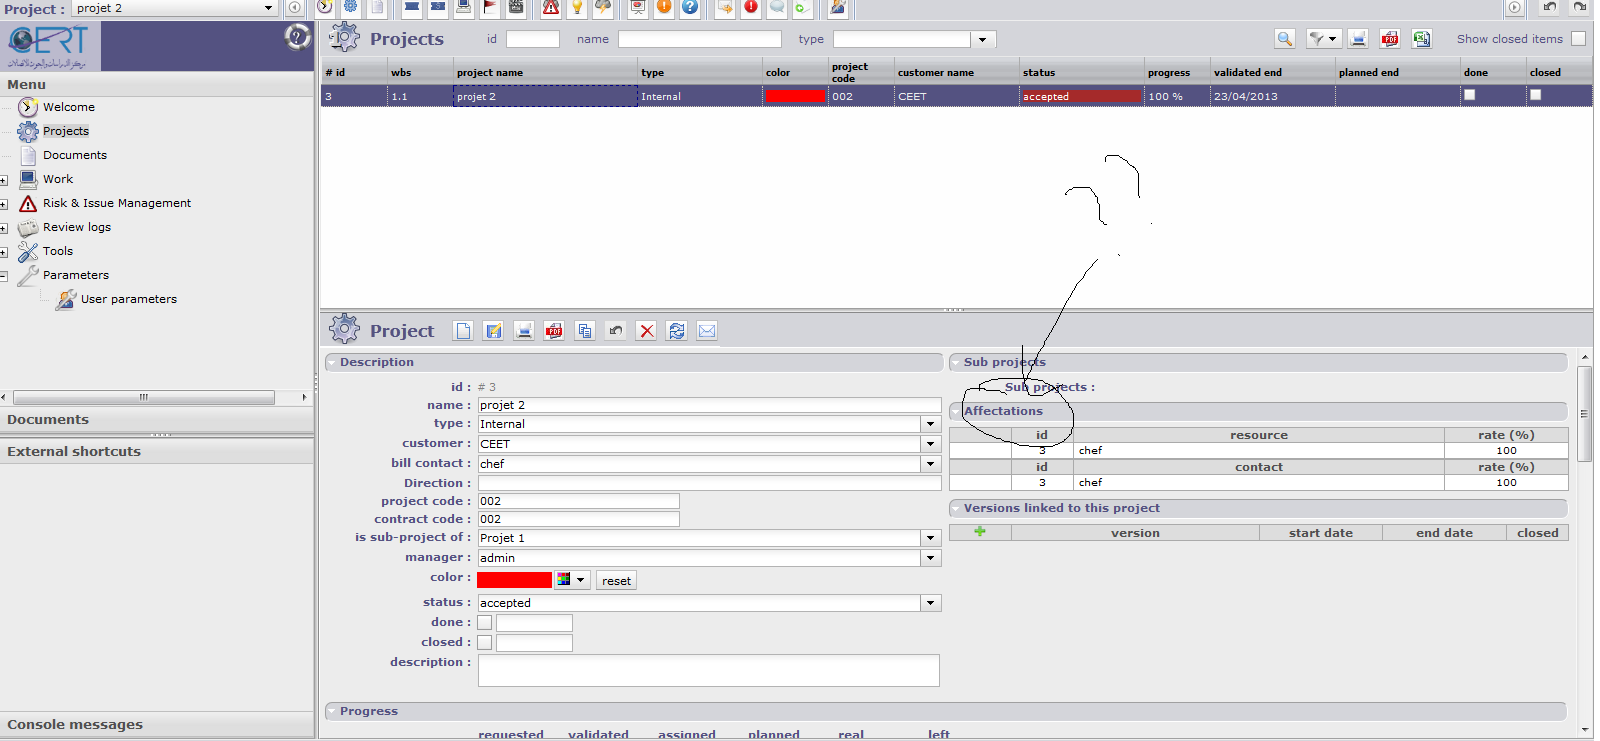 Project : projet 2
CERT
Projects id name type Show closed items
# id wbs project name type color project code customer name status progress validated end planned end done closed
3 1.1 projet 2 Internal 002 CEET accepted 100 % 23/04/2013
Menu
Welcome
Projects
Documents
Work
Risk & Issue Management
Review logs
Tools
Parameters
User parameters
Documents
External shortcuts
Console messages
Project
Description
id : # 3
name : projet 2
type : Internal
customer : CEET
bill contact : chef
Direction :
project code : 002
contract code : 002
is sub-project of : Projet 1
manager : admin
color : reset
status : accepted
done :
closed :
description :
Sub projects
Sub projects :
Affectations
id resource rate (%)
3 chef 100
id contact rate (%)
3 chef 100
Versions linked to this project
version start date end date closed
Progress
requested validated assigned planned real left